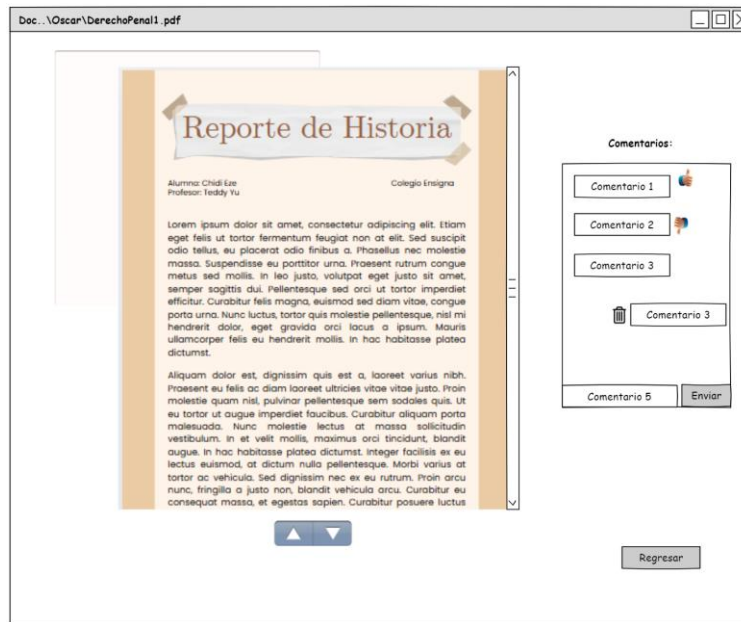 Doc..\Oscar\DerechoPenal1.pdf
Reporte de Historia
Alumna: Chidi Eze
Profesor: Teddy Yu
Colegio Ensigna
Lorem ipsum dolor sit amet, consectetur adipiscing elit. Etiam
eget felis ut tortor fermentum feugiat non at elit. Sed suscipit
odio tellus, eu placerat odio finibus a. Phasellus nec molestie
massa. Suspendisse eu porttitor urna. Praesent rutrum congue
metus sed mollis. In leo justo, volutpat eget justo sit amet,
semper sagittis dui. Pellentesque sed orci ut tortor imperdiet
efficitur. Curabitur felis magna, euismod sed diam vitae, congue
porta urna. Nunc luctus, tortor quis molestie pellentesque, nisl mi
hendrerit dolor, eget gravida orci lacus a ipsum. Mauris
ullamcorper felis eu hendrerit mollis. In hac habitasse platea
dictumst.
Aliquam dolor est, dignissim quis est a, laoreet varius nibh.
Praesent eu felis ac diam laoreet ultricies vitae vitae justo. Proin
molestie quam nisl, pulvinar pellentesque sem sodales quis. Ut
eu tortor ut augue imperdiet faucibus. Curabitur aliquam porta
malesuada. Nunc molestie lectus at massa sollicitudin
vestibulum. In et velit mollis, maximus orci tincidunt, blandit
augue. In hac habitasse platea dictumst. Integer facilisis ex eu
lectus euismod, at dictum nulla pellentesque. Morbi varius at
tortor ac vehicula. Sed dignissim nec ex eu rutrum. Proin arcu
nunc, fringilla a justo non, blandit vehicula arcu. Curabitur eu
consequat massa, et egestas sapien. Curabitur posuere luctus
Comentarios:
Comentario 1
Comentario 2
Comentario 3
Comentario 3
Comentario 5
Enviar
Regresar